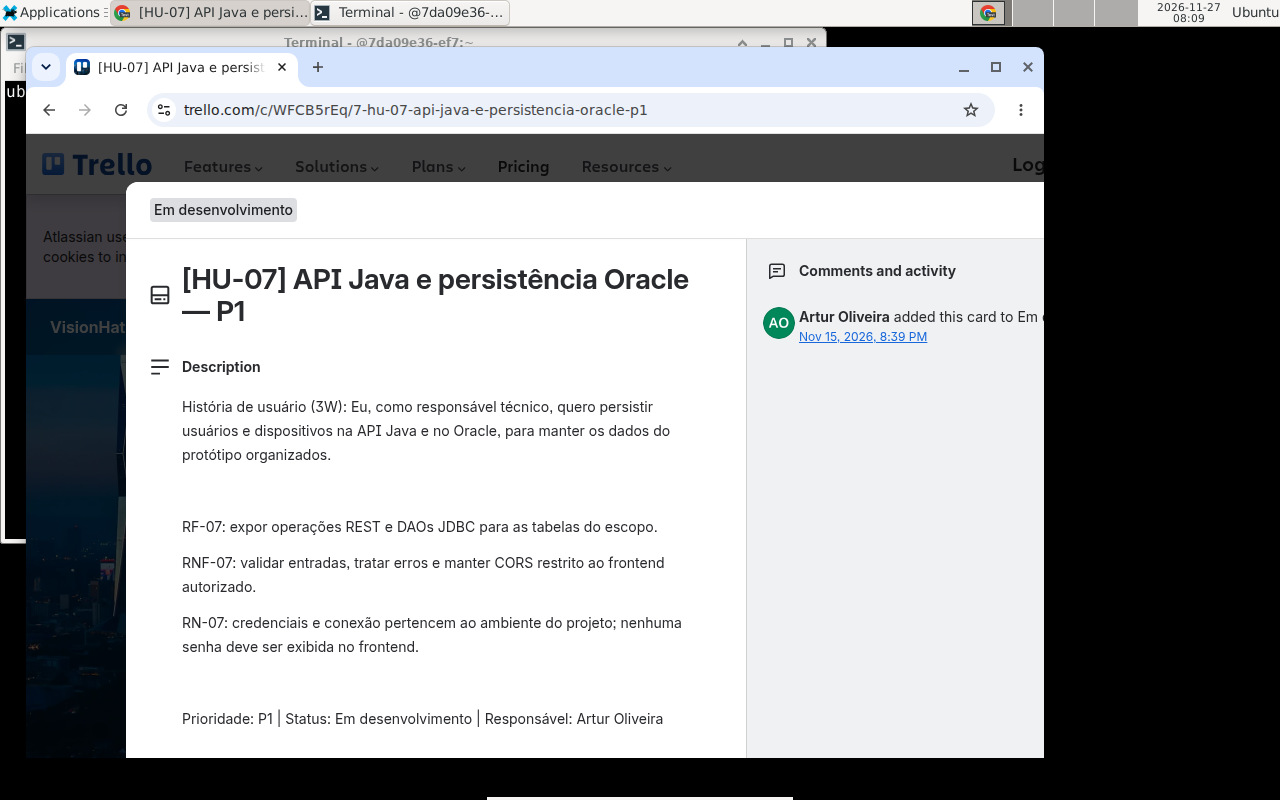 Applications
[HU-07] API Java e persi...
Terminal - @7da09e36-...
2026-11-27
08:09
Ubuntu
Terminal - @7da09e36-ef7:~
Fi
ub
[HU-07] API Java e persist
trello.com/c/WFCB5rEq/7-hu-07-api-java-e-persistencia-oracle-p1
Trello
Features
Solutions
Plans
Pricing
Resources
Log
Atlassian use
cookies to in
VisionHat
Em desenvolvimento
[HU-07] API Java e persistência Oracle
— P1
Description
História de usuário (3W): Eu, como responsável técnico, quero persistir
usuários e dispositivos na API Java e no Oracle, para manter os dados do
protótipo organizados.
RF-07: expor operações REST e DAOs JDBC para as tabelas do escopo.
RNF-07: validar entradas, tratar erros e manter CORS restrito ao frontend
autorizado.
RN-07: credenciais e conexão pertencem ao ambiente do projeto; nenhuma
senha deve ser exibida no frontend.
Prioridade: P1 | Status: Em desenvolvimento | Responsável: Artur Oliveira
Comments and activity
AO
Artur Oliveira added this card to Em
Nov 15, 2026, 8:39 PM